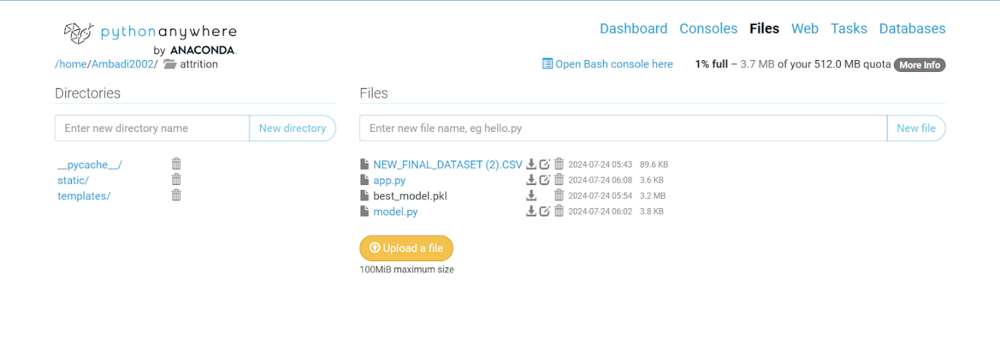 pythonanywhere
by ANACONDA.
Dashboard Consoles Files Web Tasks Databases
/home/Ambadi2002/ attrition
Open Bash console here 1% full – 3.7 MB of your 512.0 MB quota More Info
Directories
Enter new directory name New directory
__pycache__/
static/
templates/
Files
Enter new file name, eg hello.py New file
NEW_FINAL_DATASET (2).CSV 2024-07-24 05:43 89.6 KB
app.py 2024-07-24 06:08 3.6 KB
best_model.pkl 2024-07-24 05:54 3.2 MB
model.py 2024-07-24 06:02 3.8 KB
Upload a file
100MiB maximum size